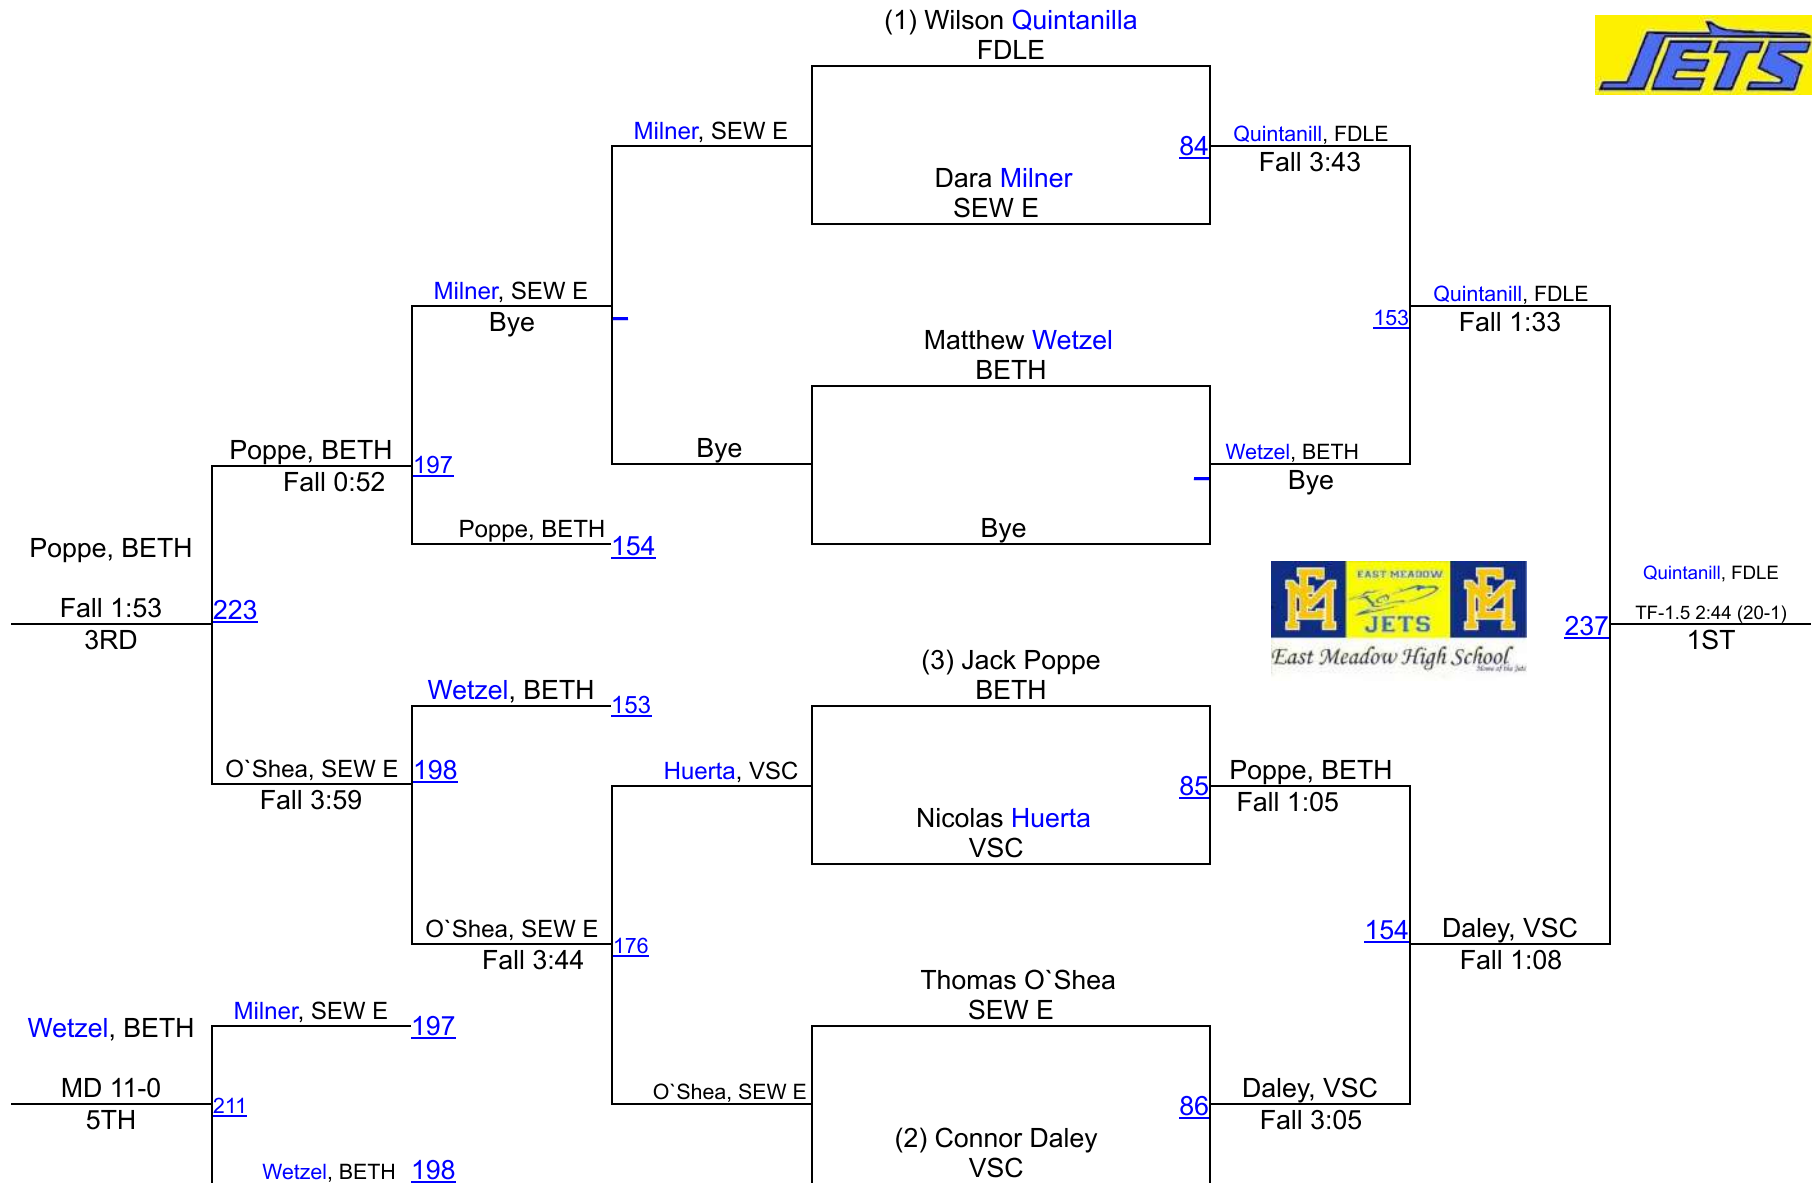 (1) Wilson Quintanilla
FDLE
JETS
Milner, SEW E
84
Quintanill, FDLE
Fall 3:43
Dara Milner
SEW E
Milner, SEW E
Bye
Quintanill, FDLE
153
Fall 1:33
Matthew Wetzel
BETH
Poppe, BETH
197
Fall 0:52
Bye
Wetzel, BETH
Bye
Poppe, BETH
154
Bye
Poppe, BETH
Fall 1:53
223
3RD
EAST MEADOW
JETS
East Meadow High School
Home of the Jets
Quintanill, FDLE
TF-1.5 2:44 (20-1)
237
1ST
(3) Jack Poppe
BETH
Wetzel, BETH
153
O`Shea, SEW E
198
Fall 3:59
Huerta, VSC
85
Poppe, BETH
Fall 1:05
Nicolas Huerta
VSC
O`Shea, SEW E
176
Fall 3:44
154
Daley, VSC
Fall 1:08
Thomas O`Shea
SEW E
Wetzel, BETH
Milner, SEW E
197
MD 11-0
211
5TH
O`Shea, SEW E
86
Daley, VSC
Fall 3:05
(2) Connor Daley
VSC
Wetzel, BETH
198